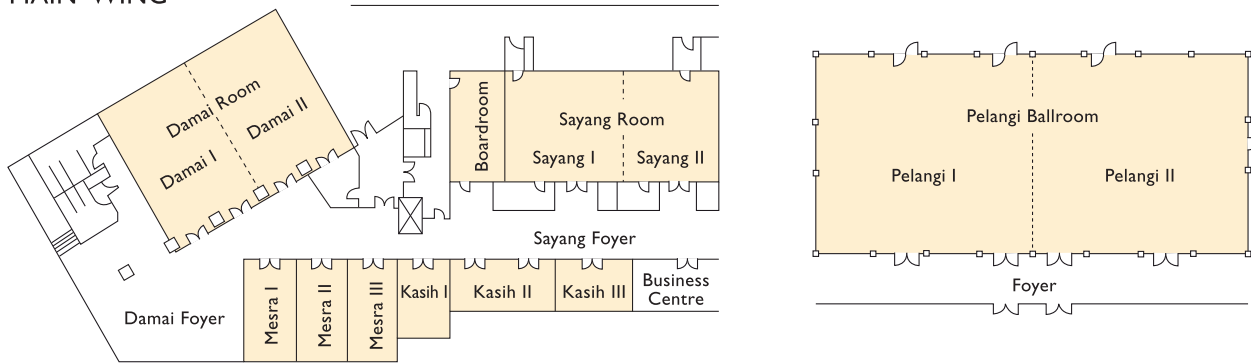 MAIN WING
Damai Room
Damai I
Damai II
Boardroom
Sayang Room
Sayang I
Sayang II
Sayang Foyer
Mesra I
Mesra II
Mesra III
Kasih I
Kasih II
Kasih III
Business
Centre
Damai Foyer
Pelangi Ballroom
Pelangi I
Pelangi II
Foyer